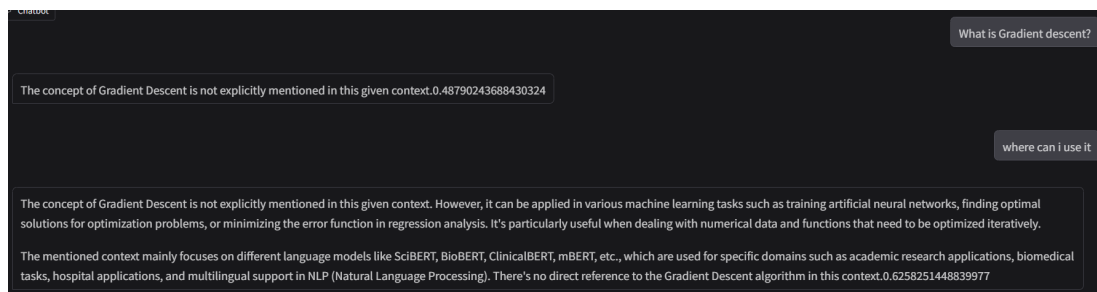 Chatbot
What is Gradient descent?
The concept of Gradient Descent is not explicitly mentioned in this given context.0.48790243688430324
where can i use it
The concept of Gradient Descent is not explicitly mentioned in this given context. However, it can be applied in various machine learning tasks such as training artificial neural networks, finding optimal
solutions for optimization problems, or minimizing the error function in regression analysis. It's particularly useful when dealing with numerical data and functions that need to be optimized iteratively.
The mentioned context mainly focuses on different language models like SciBERT, BioBERT, ClinicalBERT, mBERT, etc., which are used for specific domains such as academic research applications, biomedical
tasks, hospital applications, and multilingual support in NLP (Natural Language Processing). There's no direct reference to the Gradient Descent algorithm in this context.0.6258251448839977